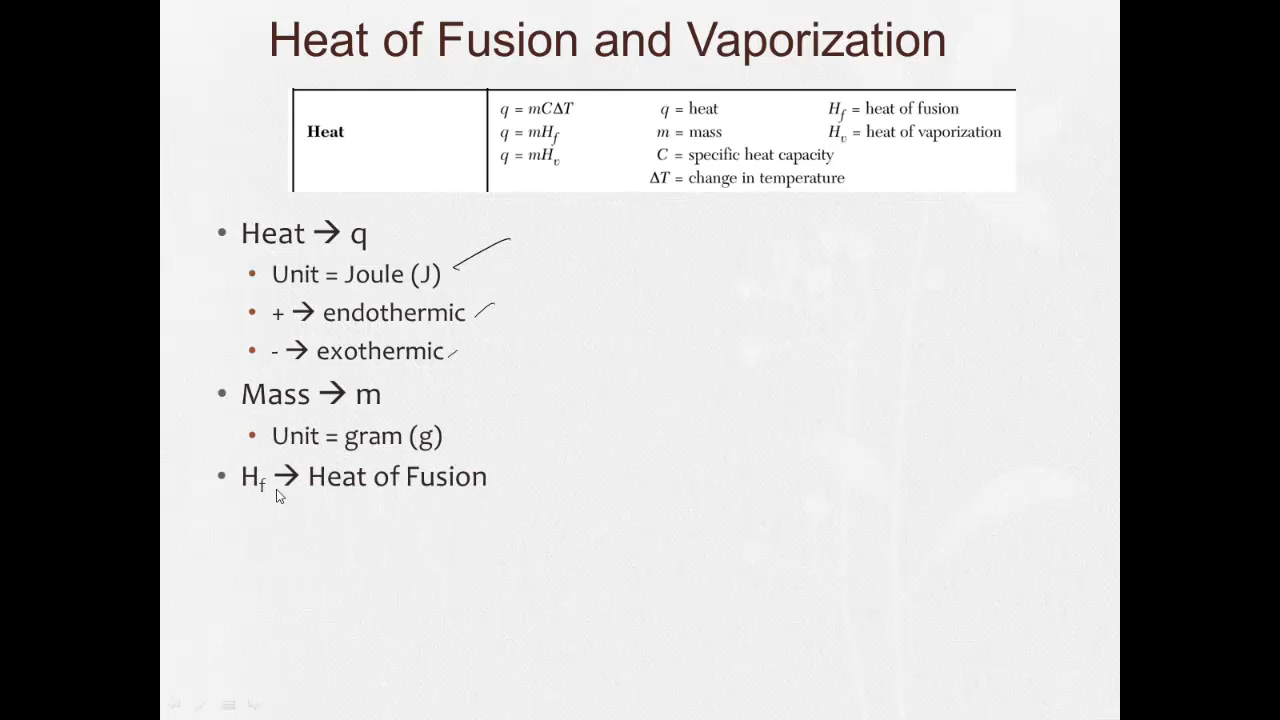 Heat of Fusion and Vaporization
Heat
q = mCΔT
q = mH_f
q = mH_v
q = heat
m = mass
C = specific heat capacity
ΔT = change in temperature
H_f = heat of fusion
H_v = heat of vaporization
• Heat → q
• Unit = Joule (J)
• + → endothermic
• - → exothermic
• Mass → m
• Unit = gram (g)
• H_f → Heat of Fusion